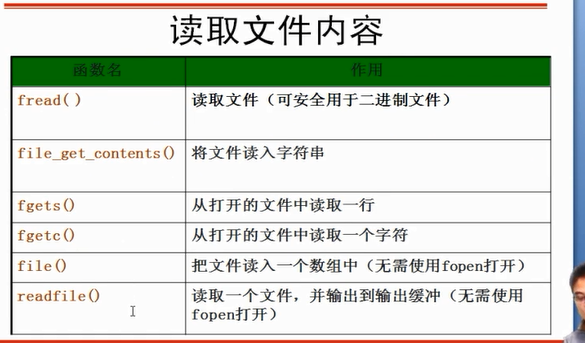 读取文件内容
函数名 作用
fread() 读取文件（可安全用于二进制文件）
file_get_contents() 将文件读入字符串
fgets() 从打开的文件中读取一行
fgetc() 从打开的文件中读取一个字符
file() 把文件读入一个数组中（无需使用fopen打开）
readfile() 读取一个文件，并输出到输出缓冲（无需使用
fopen打开）